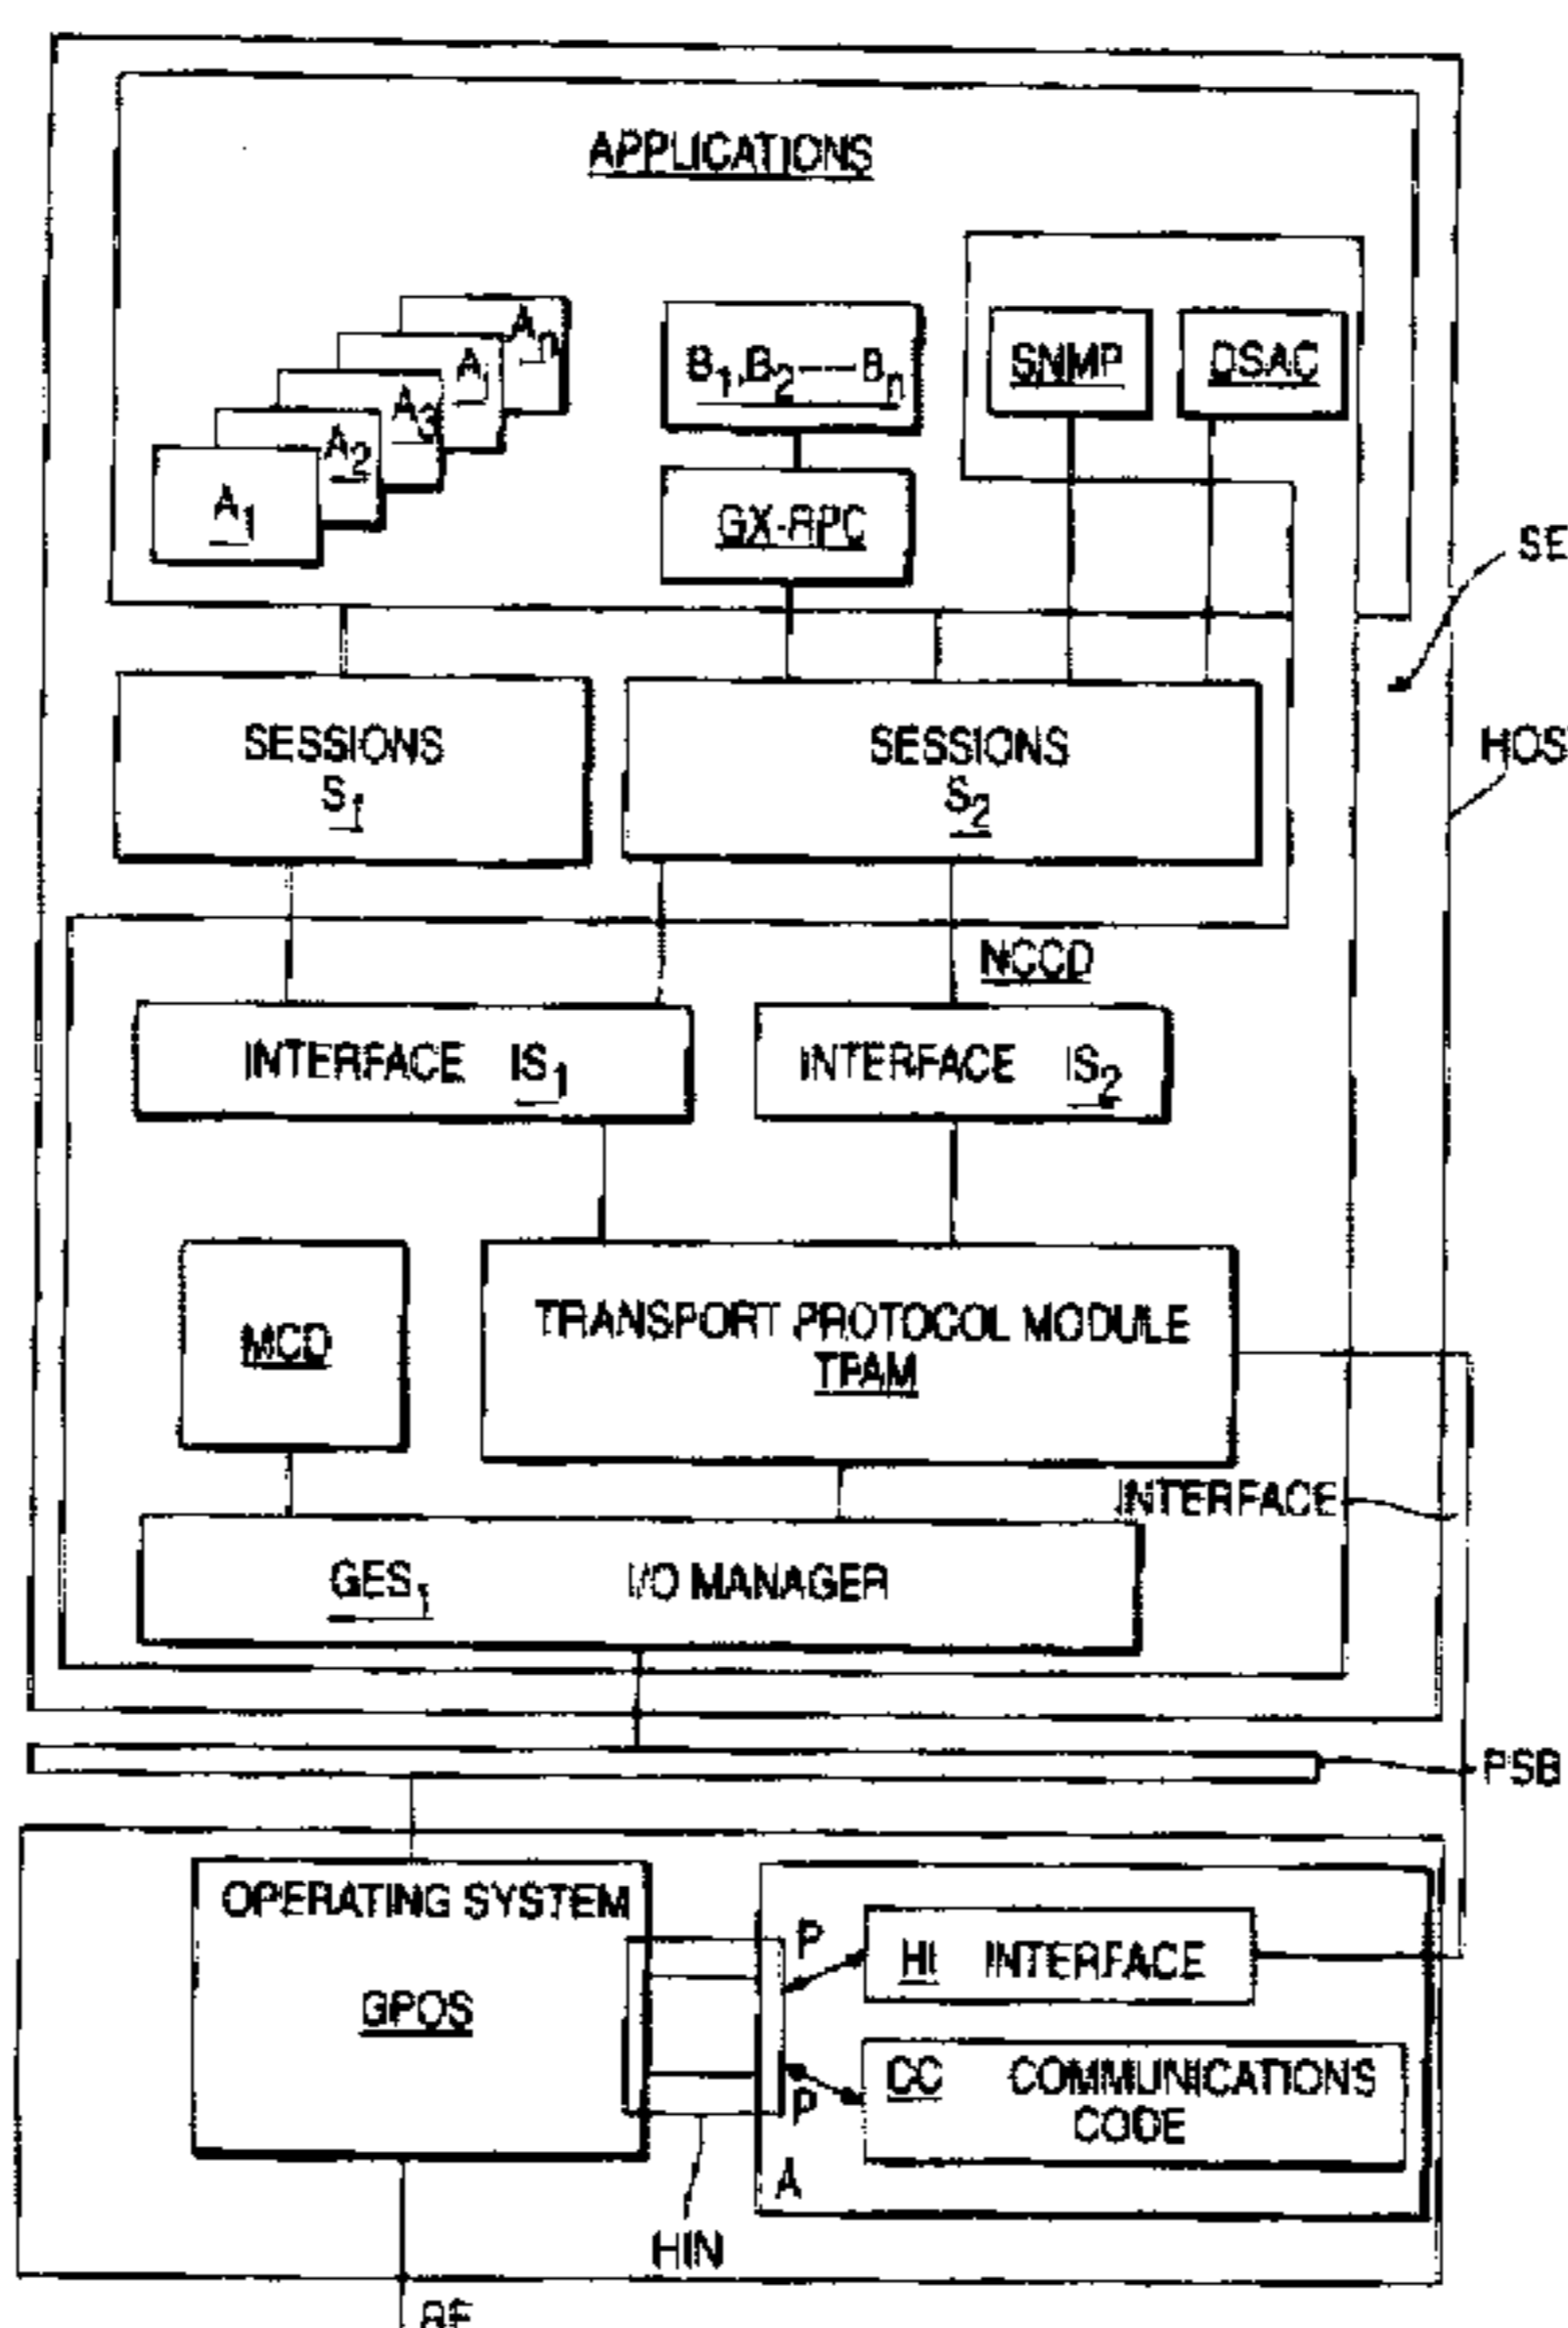 APPLICATIONS
A1
A2
A3
Ai
An
B1,B2---Bn
SNMP
DSAC
GX-RPC
SE
SESSIONS
S1
SESSIONS
S2
HOS
NCCD
INTERFACE IS1
INTERFACE IS2
MCD
TRANSPORT PROTOCOL MODULE
TPAM
INTERFACE
GES1 I/O MANAGER
PSB
OPERATING SYSTEM
GPOS
P
HI INTERFACE
CC COMMUNICATIONS
CODE
P
A
HIN